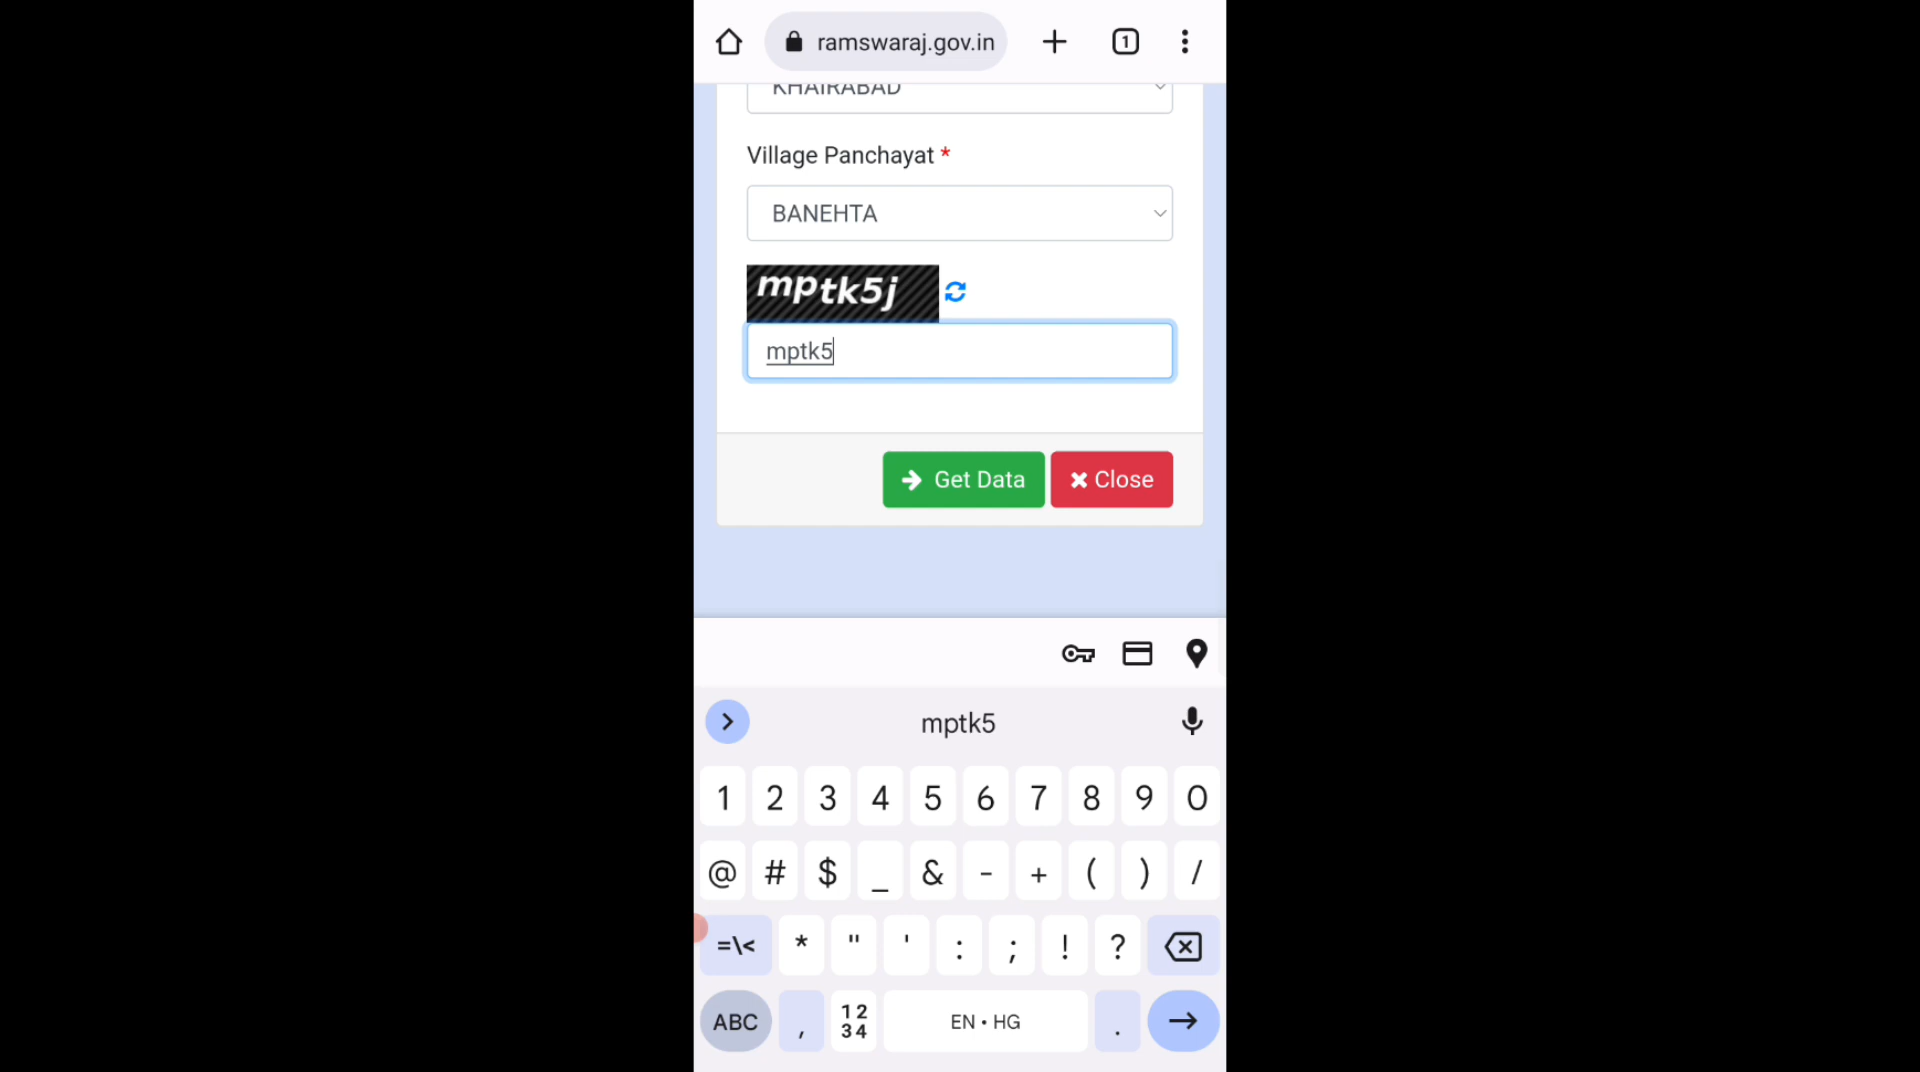 ramswaraj.gov.in
1
KHAIRABAD
Village Panchayat *
BANEHTA
mptk5j
mptk5
Get Data
Close
mptk5
1 2 3 4 5 6 7 8 9 0
@ # $ _ & - + ( ) /
=\< * " ' : ; ! ?
ABC , 12 34 EN • HG .